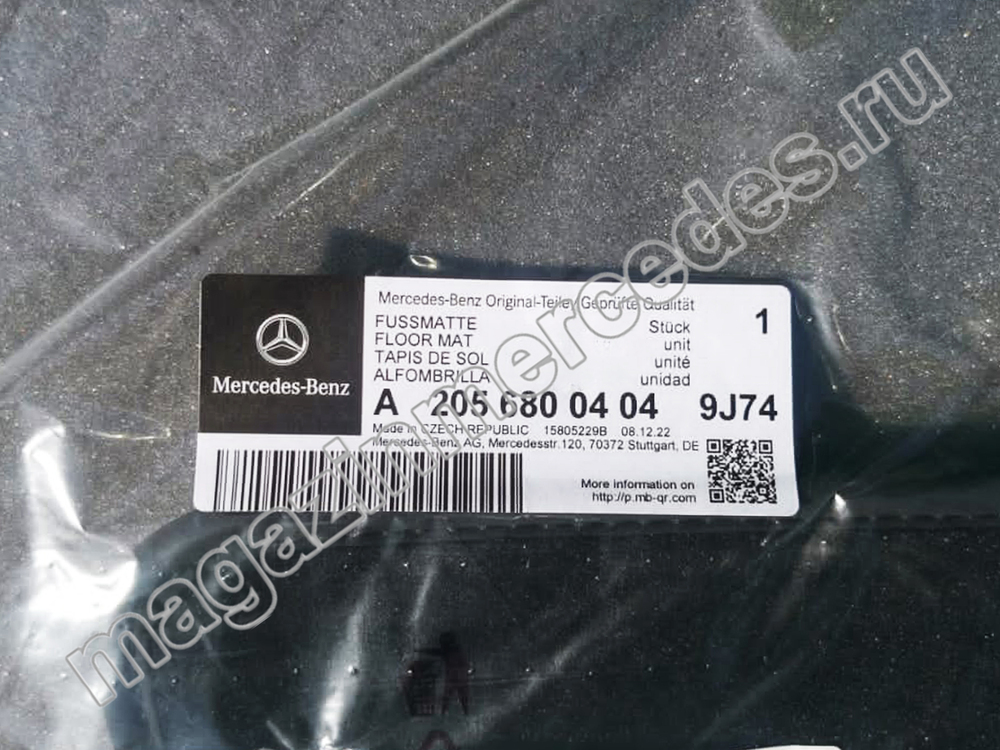 Mercedes-Benz
Mercedes-Benz Original-Teile / Geprüfte Qualität
FUSSMATTE Stück 1
FLOOR MAT unit
TAPIS DE SOL unité
ALFOMBRILLA unidad
A 205 680 04 04 9J74
Made in CZECH REPUBLIC 15805229B 08.12.22
Mercedes-Benz AG, Mercedesstr.120, 70372 Stuttgart, DE
More information on
http://p.mb-qr.com
magazinmercedes.ru